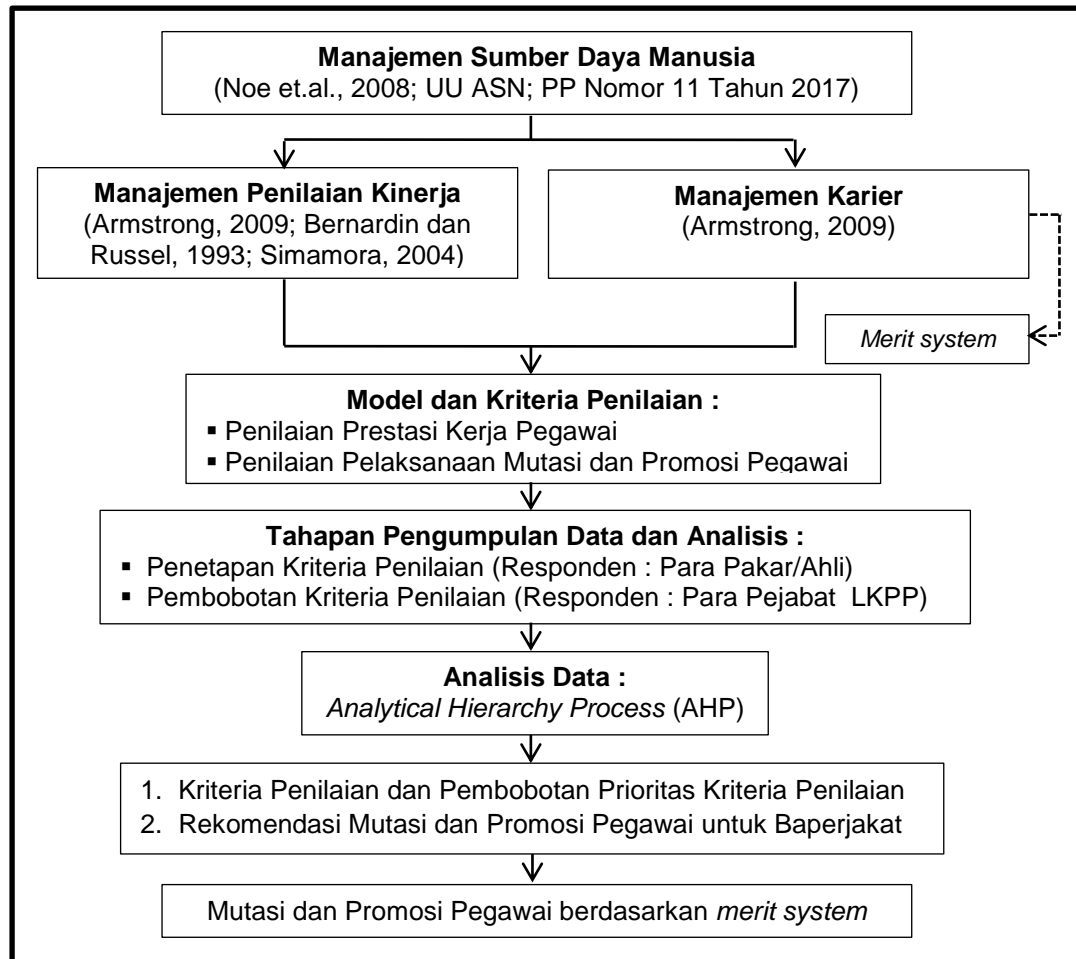 Manajemen Sumber Daya Manusia
(Noe et.al., 2008; UU ASN; PP Nomor 11 Tahun 2017)
Manajemen Penilaian Kinerja
(Armstrong, 2009; Bernardin dan
Russel, 1993; Simamora, 2004)
Manajemen Karier
(Armstrong, 2009)
Merit system
Model dan Kriteria Penilaian :
▪ Penilaian Prestasi Kerja Pegawai
▪ Penilaian Pelaksanaan Mutasi dan Promosi Pegawai
Tahapan Pengumpulan Data dan Analisis :
▪ Penetapan Kriteria Penilaian (Responden : Para Pakar/Ahli)
▪ Pembobotan Kriteria Penilaian (Responden : Para Pejabat LKPP)
Analisis Data :
Analytical Hierarchy Process (AHP)
1. Kriteria Penilaian dan Pembobotan Prioritas Kriteria Penilaian
2. Rekomendasi Mutasi dan Promosi Pegawai untuk Baperjakat
Mutasi dan Promosi Pegawai berdasarkan merit system